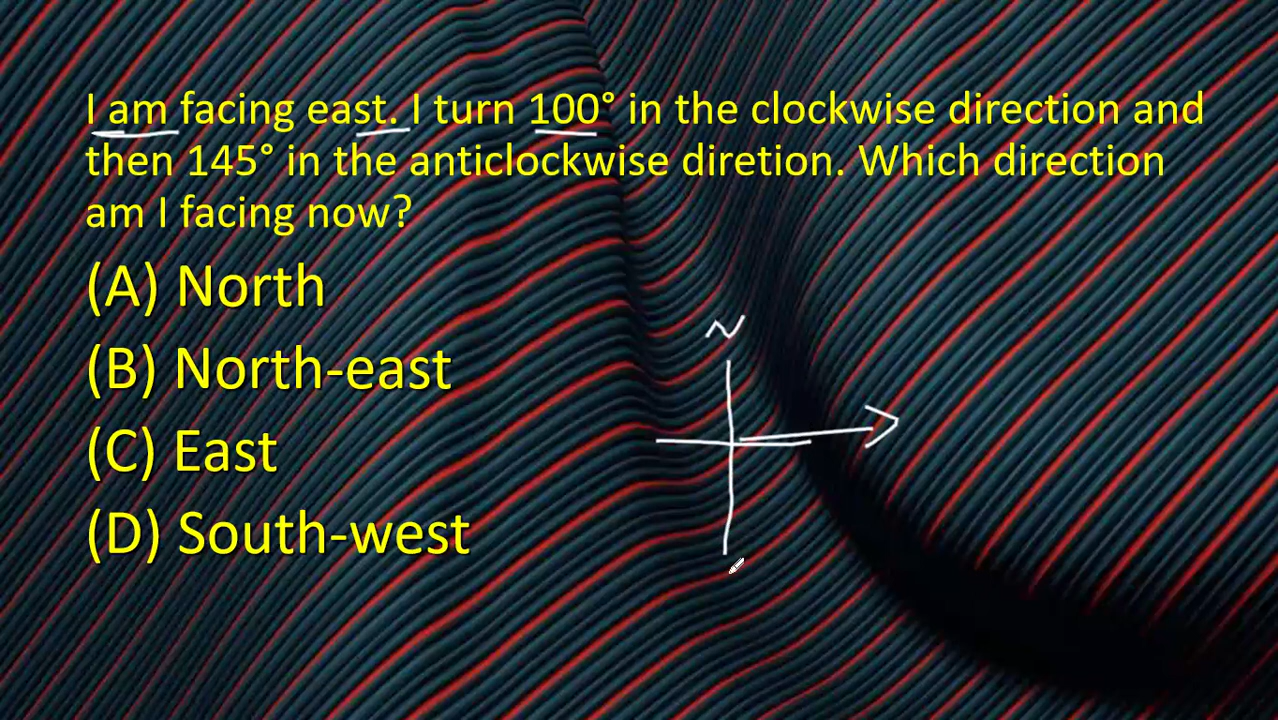 I am facing east. I turn 100° in the clockwise direction and
then 145° in the anticlockwise diretion. Which direction
am I facing now?
(A) North
(B) North-east
(C) East
(D) South-west
N